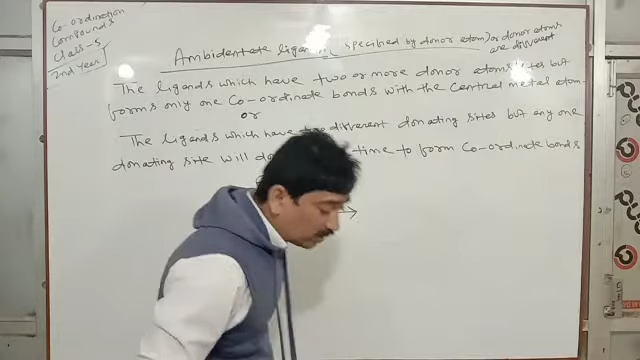 Co-ordination
Compounds
Class-5
2nd Year
Ambidentate ligan (specified by donor atom) or donor atoms
are different
The ligands which have two or more donor atoms but
forms only one Co-ordinate bonds with the Central metal atom.
or
The ligands which have different donating sites but any one
donating site will time to form Co-ordinate bonds